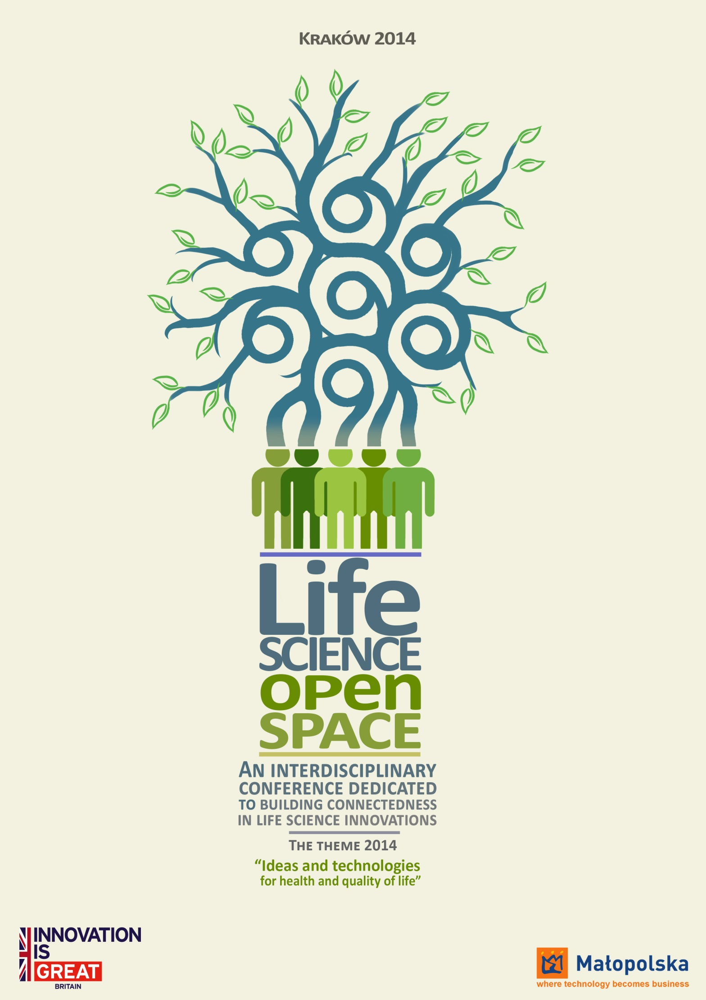 KRAKÓW 2014
Life
SCIENCE
open
SPACE
AN INTERDISCIPLINARY
CONFERENCE DEDICATED
TO BUILDING CONNECTEDNESS
IN LIFE SCIENCE INNOVATIONS
THE THEME 2014
“Ideas and technologies
for health and quality of life”
INNOVATION
IS
GREAT
BRITAIN
Małopolska
where technology becomes business